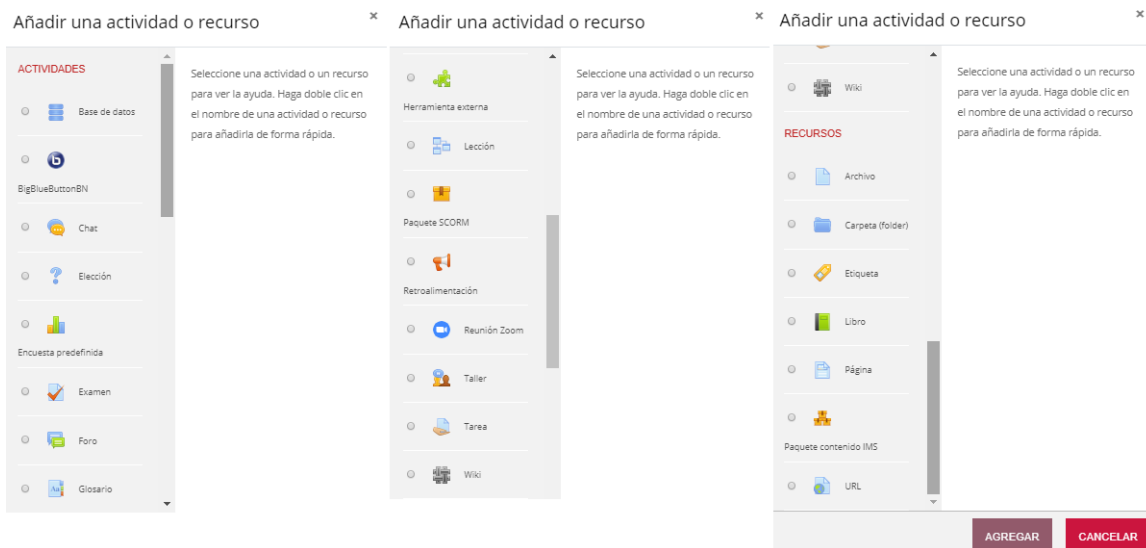 Añadir una actividad o recurso
×
ACTIVIDADES
Base de datos
BigBlueButtonBN
Chat
Elección
Encuesta predefinida
Examen
Foro
Glosario
Seleccione una actividad o un recurso
para ver la ayuda. Haga doble clic en
el nombre de una actividad o recurso
para añadirla de forma rápida.
Añadir una actividad o recurso
×
Herramienta externa
Lección
Paquete SCORM
Retroalimentación
Reunión Zoom
Taller
Tarea
Wiki
Seleccione una actividad o un recurso
para ver la ayuda. Haga doble clic en
el nombre de una actividad o recurso
para añadirla de forma rápida.
Añadir una actividad o recurso
×
Wiki
RECURSOS
Archivo
Carpeta (folder)
Etiqueta
Libro
Página
Paquete contenido IMS
URL
Seleccione una actividad o un recurso
para ver la ayuda. Haga doble clic en
el nombre de una actividad o recurso
para añadirla de forma rápida.
AGREGAR
CANCELAR